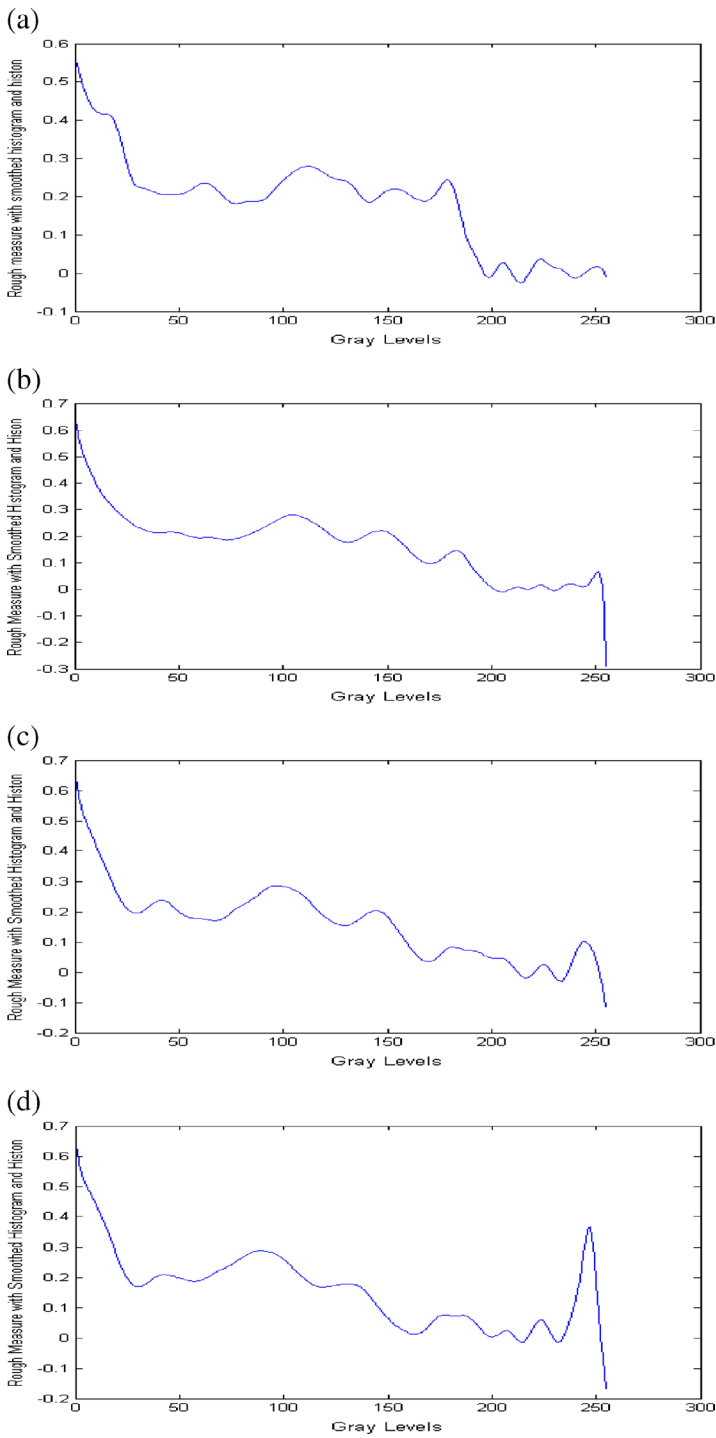 (a)
Rough measure with smoothed histogram and histon
0.6
0.5
0.4
0.3
0.2
0.1
0
-0.1
0 50 100 150 200 250 300
Gray Levels
(b)
Rough Measure with Smoothed Histogram and Hison
0.7
0.6
0.5
0.4
0.3
0.2
0.1
0
-0.1
-0.2
-0.3
0 50 100 150 200 250 300
Gray Levels
(c)
Rough Measure with Smoothed Histogram and Histon
0.7
0.6
0.5
0.4
0.3
0.2
0.1
0
-0.1
-0.2
0 50 100 150 200 250 300
Gray Levels
(d)
Rough Measure with Smoothed Histogram and Histon
0.7
0.6
0.5
0.4
0.3
0.2
0.1
0
-0.1
-0.2
0 50 100 150 200 250 300
Gray Levels